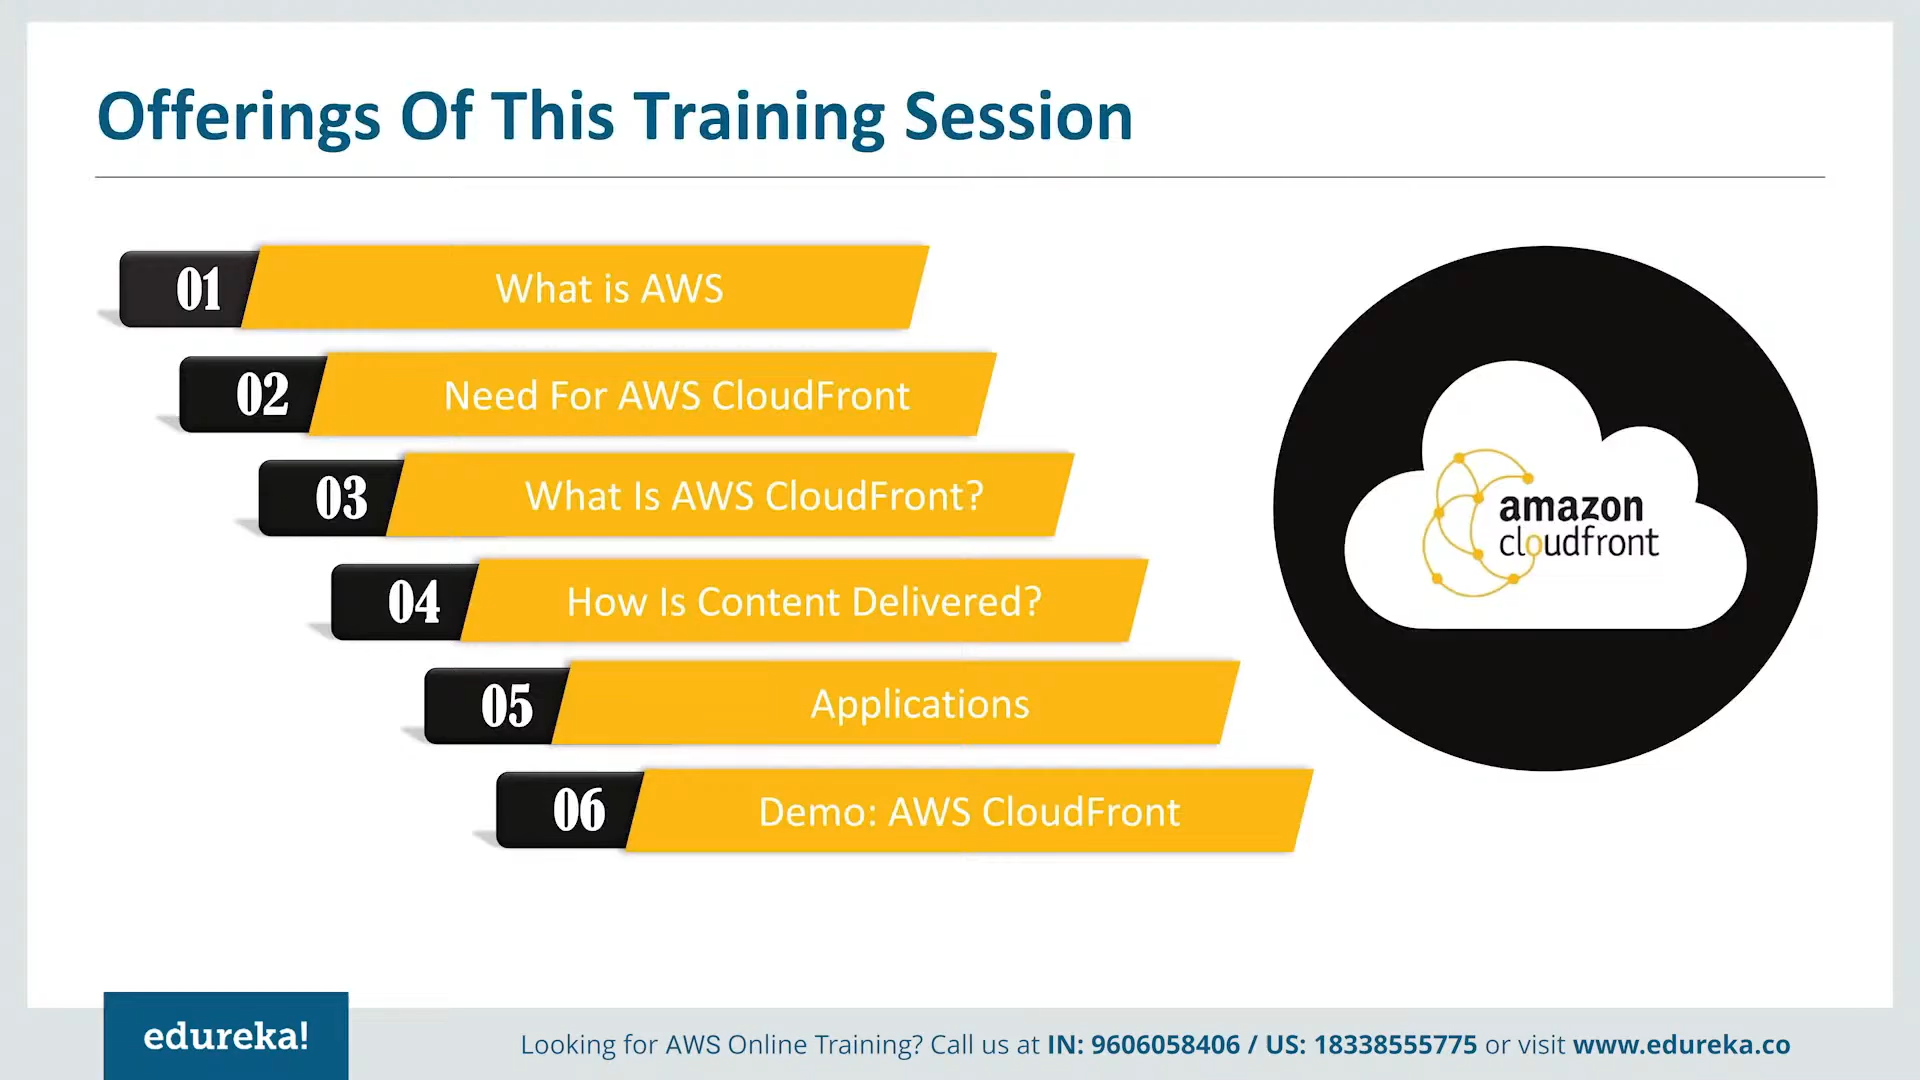 Offerings Of This Training Session
01 What is AWS
02 Need For AWS CloudFront
03 What Is AWS CloudFront?
04 How Is Content Delivered?
05 Applications
06 Demo: AWS CloudFront
amazon
cloudfront
edureka!
Looking for AWS Online Training? Call us at IN: 9606058406 / US: 18338555775 or visit www.edureka.co